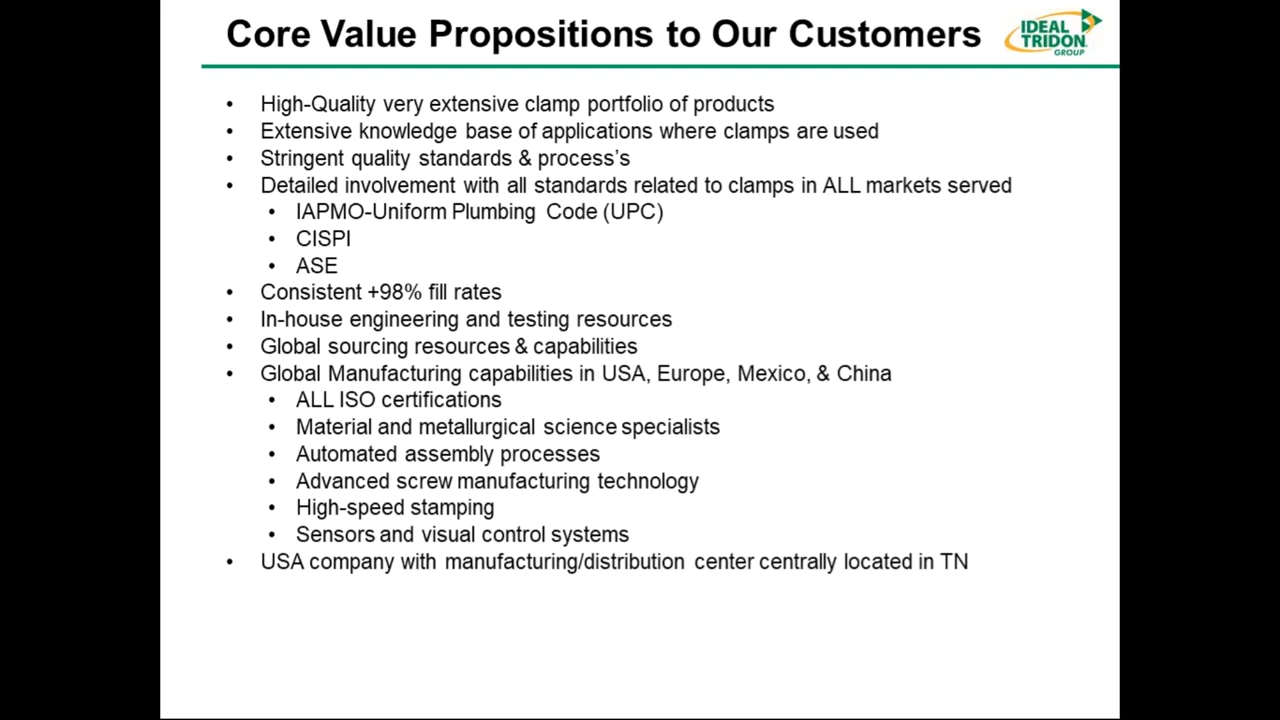 Core Value Propositions to Our Customers
IDEAL
TRIDON
GROUP
• High-Quality very extensive clamp portfolio of products
• Extensive knowledge base of applications where clamps are used
• Stringent quality standards & process’s
• Detailed involvement with all standards related to clamps in ALL markets served
• IAPMO-Uniform Plumbing Code (UPC)
• CISPI
• ASE
• Consistent +98% fill rates
• In-house engineering and testing resources
• Global sourcing resources & capabilities
• Global Manufacturing capabilities in USA, Europe, Mexico, & China
• ALL ISO certifications
• Material and metallurgical science specialists
• Automated assembly processes
• Advanced screw manufacturing technology
• High-speed stamping
• Sensors and visual control systems
• USA company with manufacturing/distribution center centrally located in TN